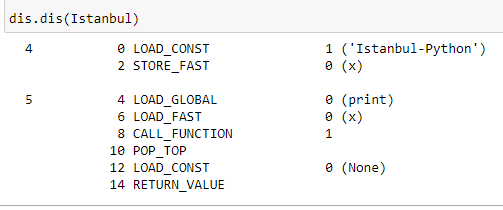 dis.dis(Istanbul)
4 0 LOAD_CONST 1 ('Istanbul-Python')
2 STORE_FAST 0 (x)
5 4 LOAD_GLOBAL 0 (print)
6 LOAD_FAST 0 (x)
8 CALL_FUNCTION 1
10 POP_TOP
12 LOAD_CONST 0 (None)
14 RETURN_VALUE